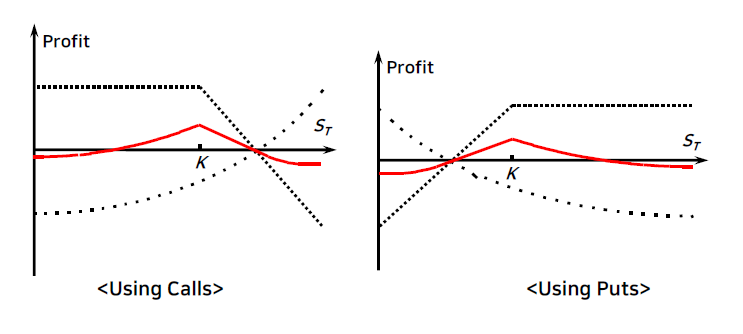 Profit
S_T
K
<Using Calls>
Profit
S_T
K
<Using Puts>